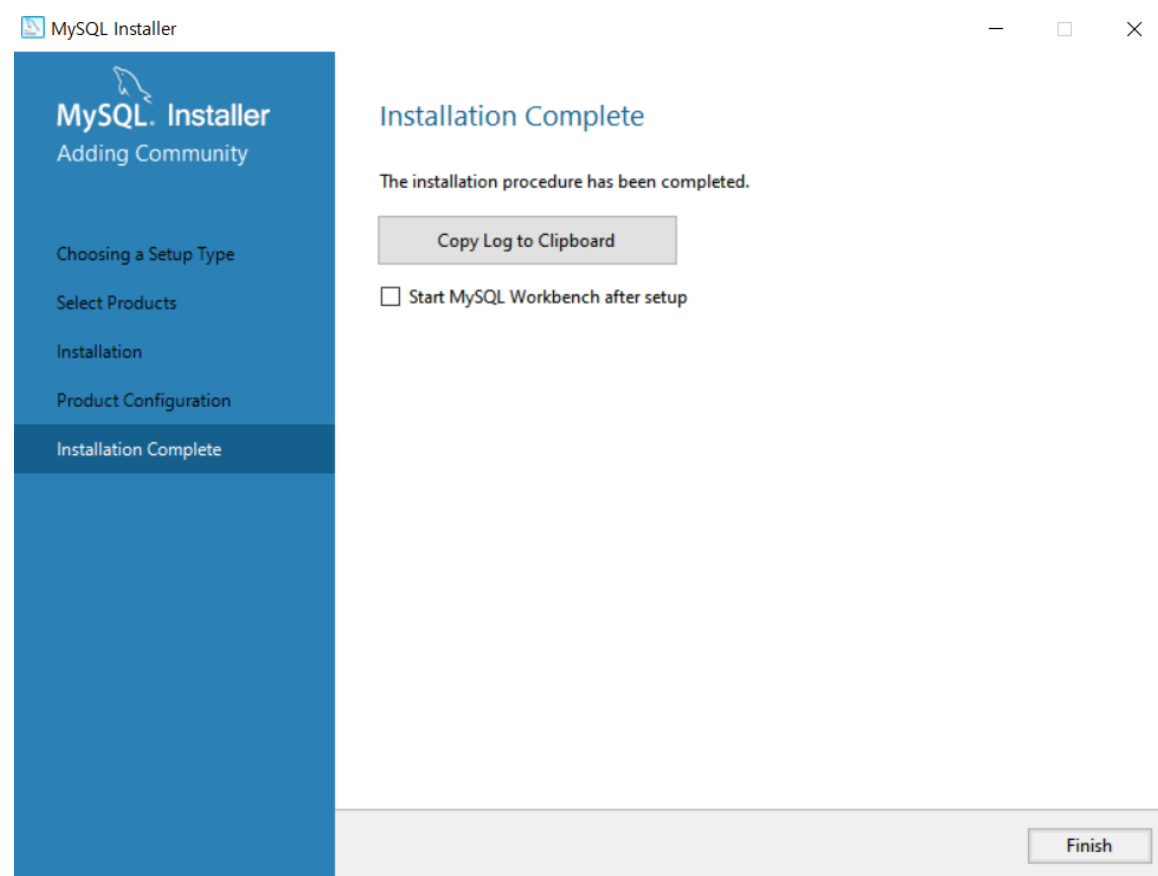 MySQL Installer
MySQL. Installer
Adding Community
Choosing a Setup Type
Select Products
Installation
Product Configuration
Installation Complete
Installation Complete
The installation procedure has been completed.
Copy Log to Clipboard
Start MySQL Workbench after setup
Finish